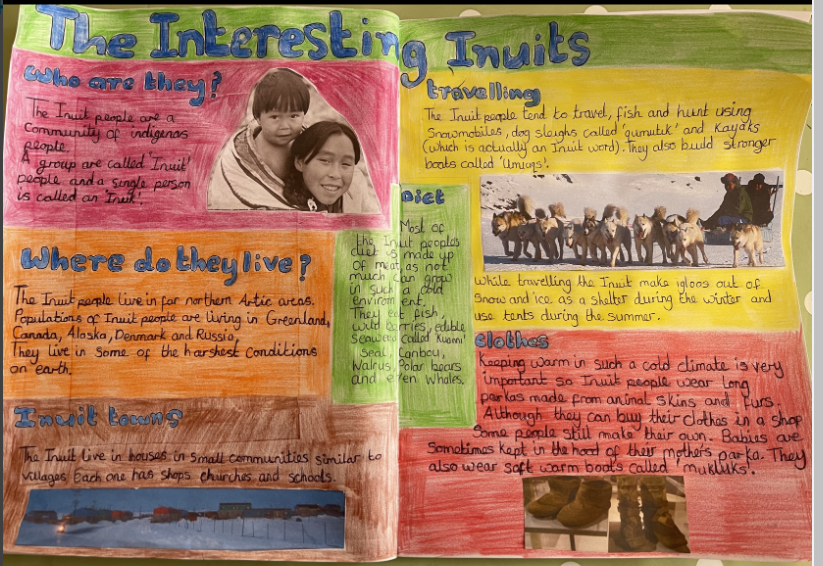 The Interesting Inuits
Who are they?
The Inuit people are a
Community of indigenas
people.
A group are called 'Inuit'
people and a single person
is called an Inuk.
Where do they live?
The Inuit people live in far northern Artic areas.
Populations of Inuit people are living in Greenland,
Canada, Alaska, Denmark and Russia,
They live in some of the harshest conditions
on earth.
Inuit towns
The Inuit live in houses in small communities similar to
villages. Each one has shops churches and schools.
Diet
Most of
the Inuit peoples
diet is made up
of meat, as not
much can grow
in such a cold
enviroment.
They eat fish,
wild berries, edible
Seaweed called 'Kuanni'
Seal, Caribou,
Walrus, Polar bears
and even whales.
travelling
The Inuit people tend to travel, fish and hunt using
Snowmobiles, dog sleighs called 'qumutik' and Kayaks
(which is actually an Inuit word). They also build stronger
boats called 'Umiaqs'.
While travelling the Inuit make igloos out of
Snow and ice as a shelter during the winter and
use tents during the summer.
Clothes
Keeping warm in such a cold climate is very
important so Inuit people wear long
parkas made from animal skins and furs.
Although they can buy their clothes in a shop
Some people still make their own. Babies are
Sometimes kept in the hood of their mothers parka. They
also wear soft warm boots called 'mukluks'.